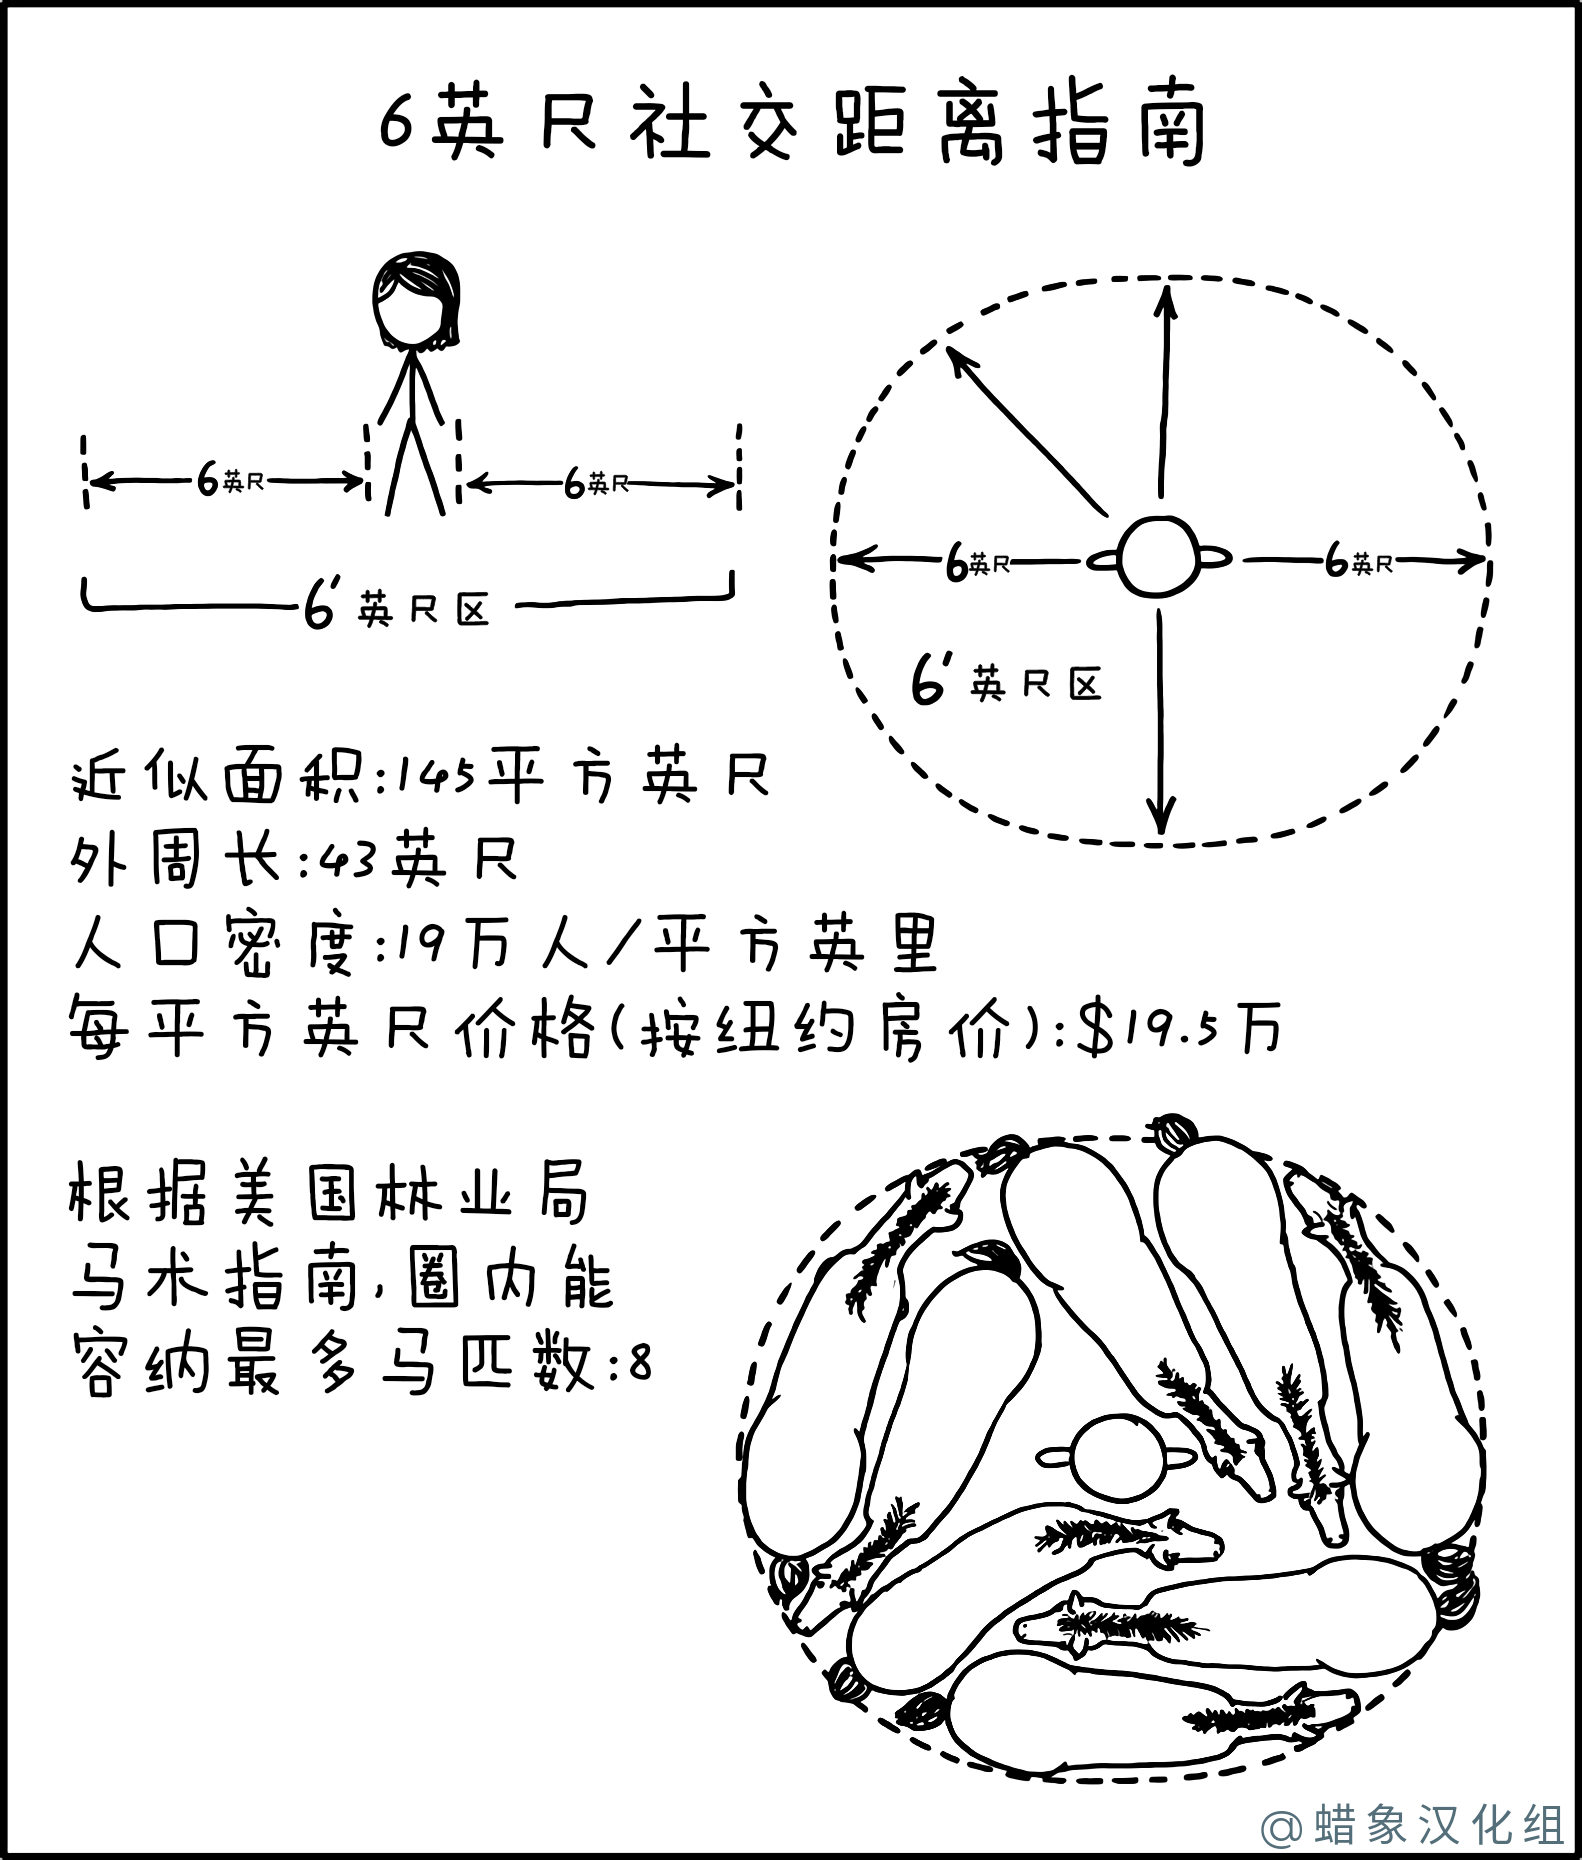 6英尺社交距离指南
6英尺
6英尺
6'英尺区
6英尺
6英尺
6'英尺区
近似面积:145平方英尺
外周长:43英尺
人口密度:19万人/平方英里
每平方英尺价格(按纽约房价):$19.5万
根据美国林业局
马术指南,圈内能
容纳最多马匹数:8
@蜡象汉化组